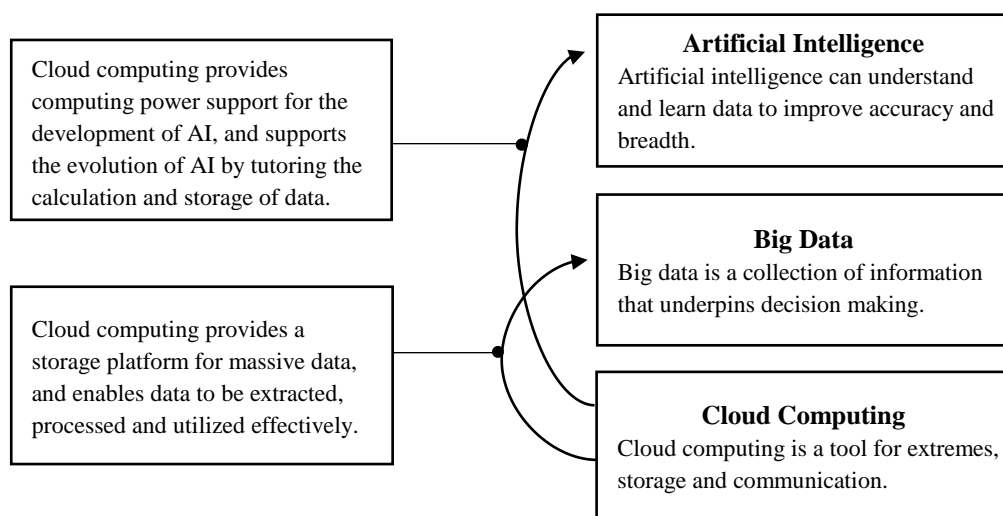 Cloud computing provides
computing power support for the
development of AI, and supports
the evolution of AI by tutoring the
calculation and storage of data.
Cloud computing provides a
storage platform for massive data,
and enables data to be extracted,
processed and utilized effectively.
Artificial Intelligence
Artificial intelligence can understand
and learn data to improve accuracy and
breadth.
Big Data
Big data is a collection of information
that underpins decision making.
Cloud Computing
Cloud computing is a tool for extremes,
storage and communication.